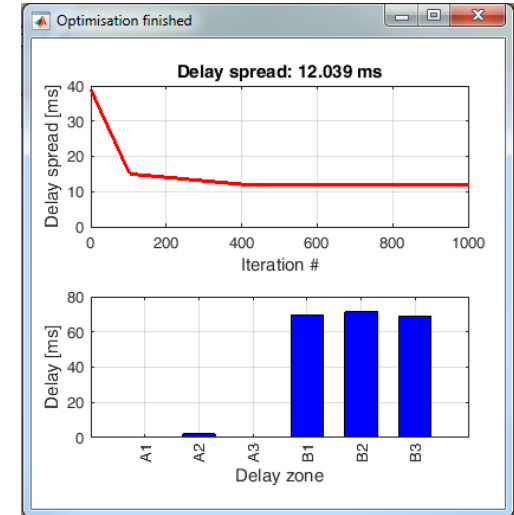 Optimisation finished
Delay spread: 12.039 ms
Delay spread [ms]
40
30
20
10
0
0 200 400 600 800 1000
Iteration #
Delay [ms]
80
60
40
20
0
A1 A2 A3 B1 B2 B3
Delay zone